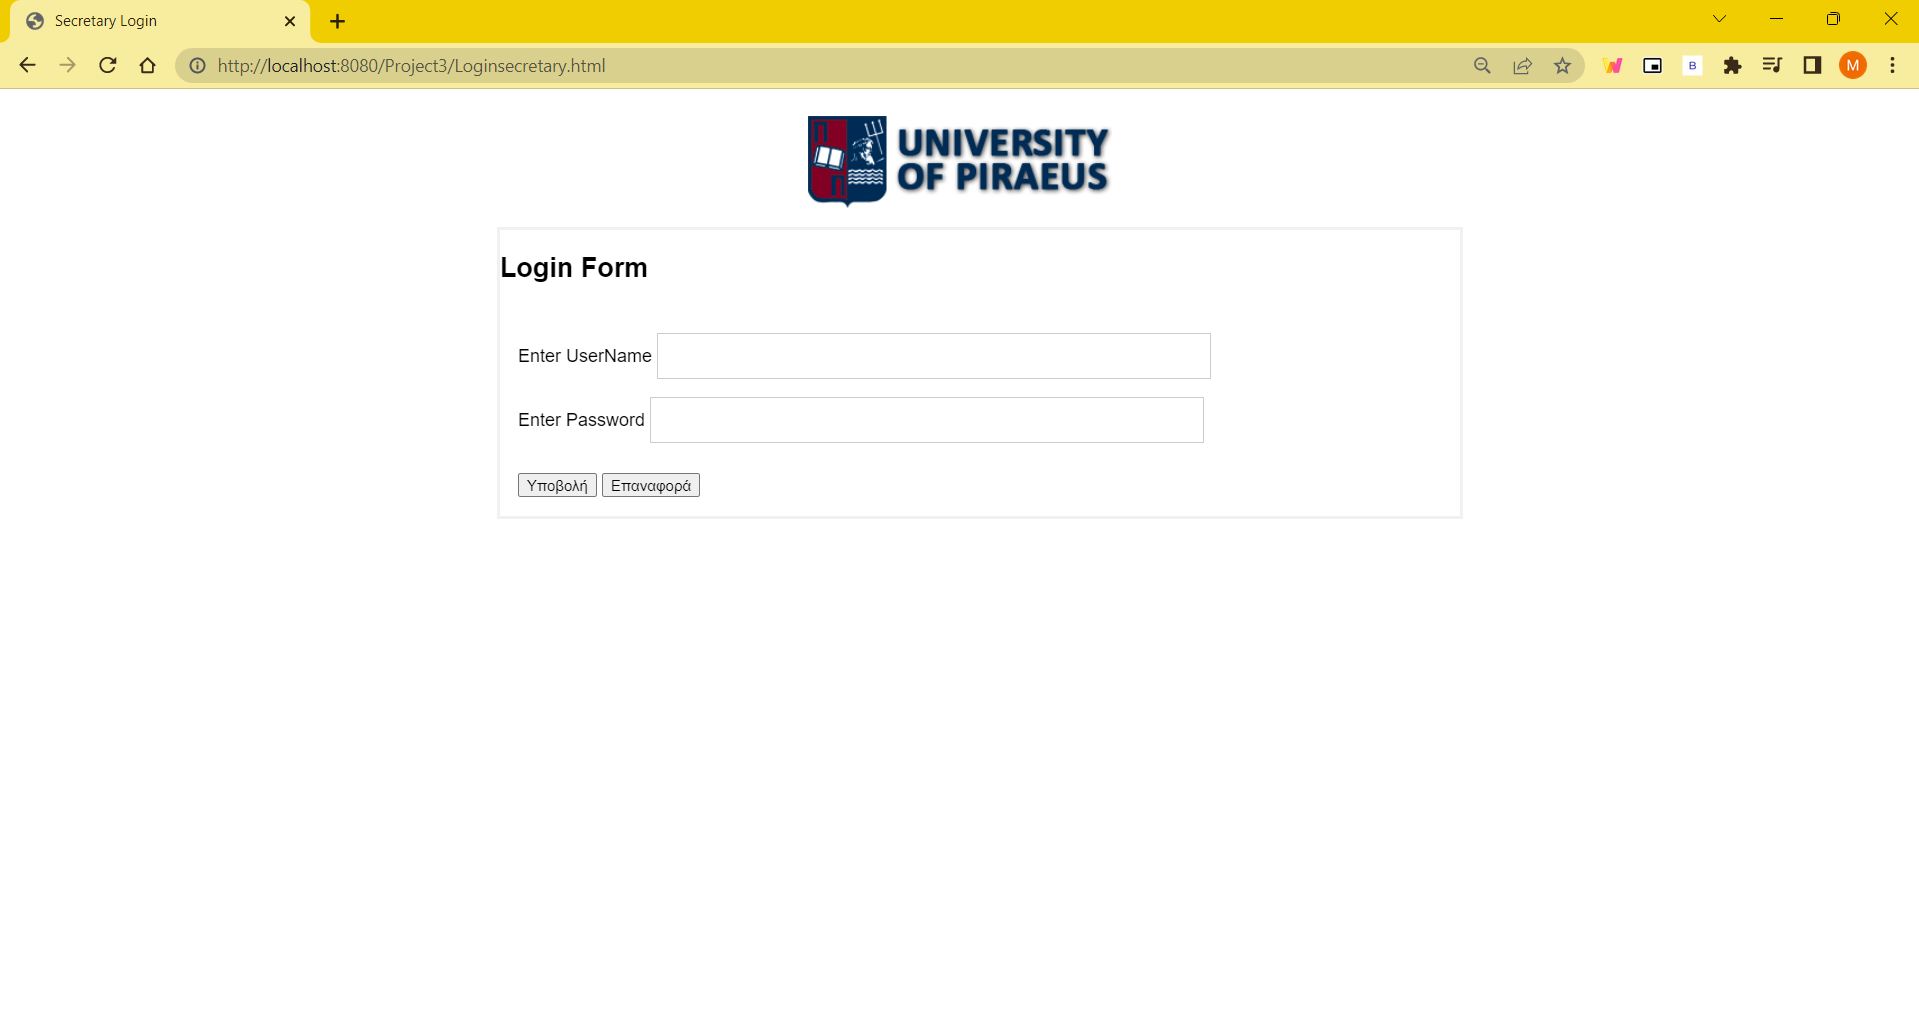 Secretary Login
http://localhost:8080/Project3/Loginsecretary.html
B
M
UNIVERSITY
OF PIRAEUS
Login Form
Enter UserName
Enter Password
Υποβολή Επαναφορά